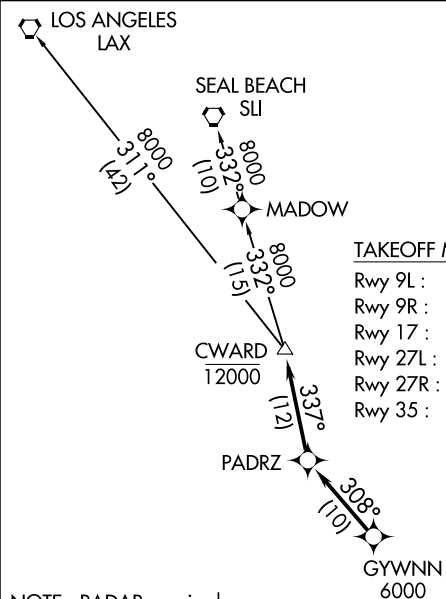 LOS ANGELES
LAX
SEAL BEACH
SLI
8000
311°
(42)
8000
332°
(10)
MADOW
8000
332°
(15)
TAKEOFF
Rwy 9L :
Rwy 9R :
Rwy 17 :
Rwy 27L :
Rwy 27R :
Rwy 35 :
CWARD
12000
337°
(12)
PADRZ
308°
(10)
GYWNN
6000
NOTE: RADAR required